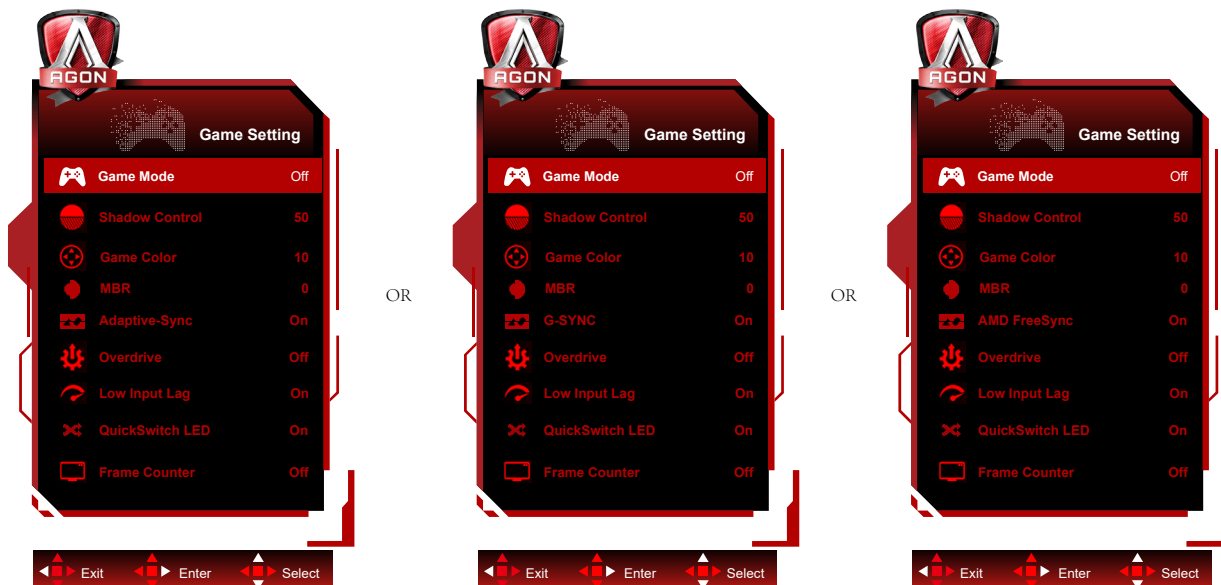 AGON
Game Setting
Game Mode Off
Shadow Control 50
Game Color 10
MBR 0
Adaptive-Sync On
Overdrive Off
Low Input Lag On
QuickSwitch LED On
Frame Counter Off
Exit Enter Select
OR
AGON
Game Setting
Game Mode Off
Shadow Control 50
Game Color 10
MBR 0
G-SYNC On
Overdrive Off
Low Input Lag On
QuickSwitch LED On
Frame Counter Off
Exit Enter Select
OR
AGON
Game Setting
Game Mode Off
Shadow Control 50
Game Color 10
MBR 0
AMD FreeSync On
Overdrive Off
Low Input Lag On
QuickSwitch LED On
Frame Counter Off
Exit Enter Select